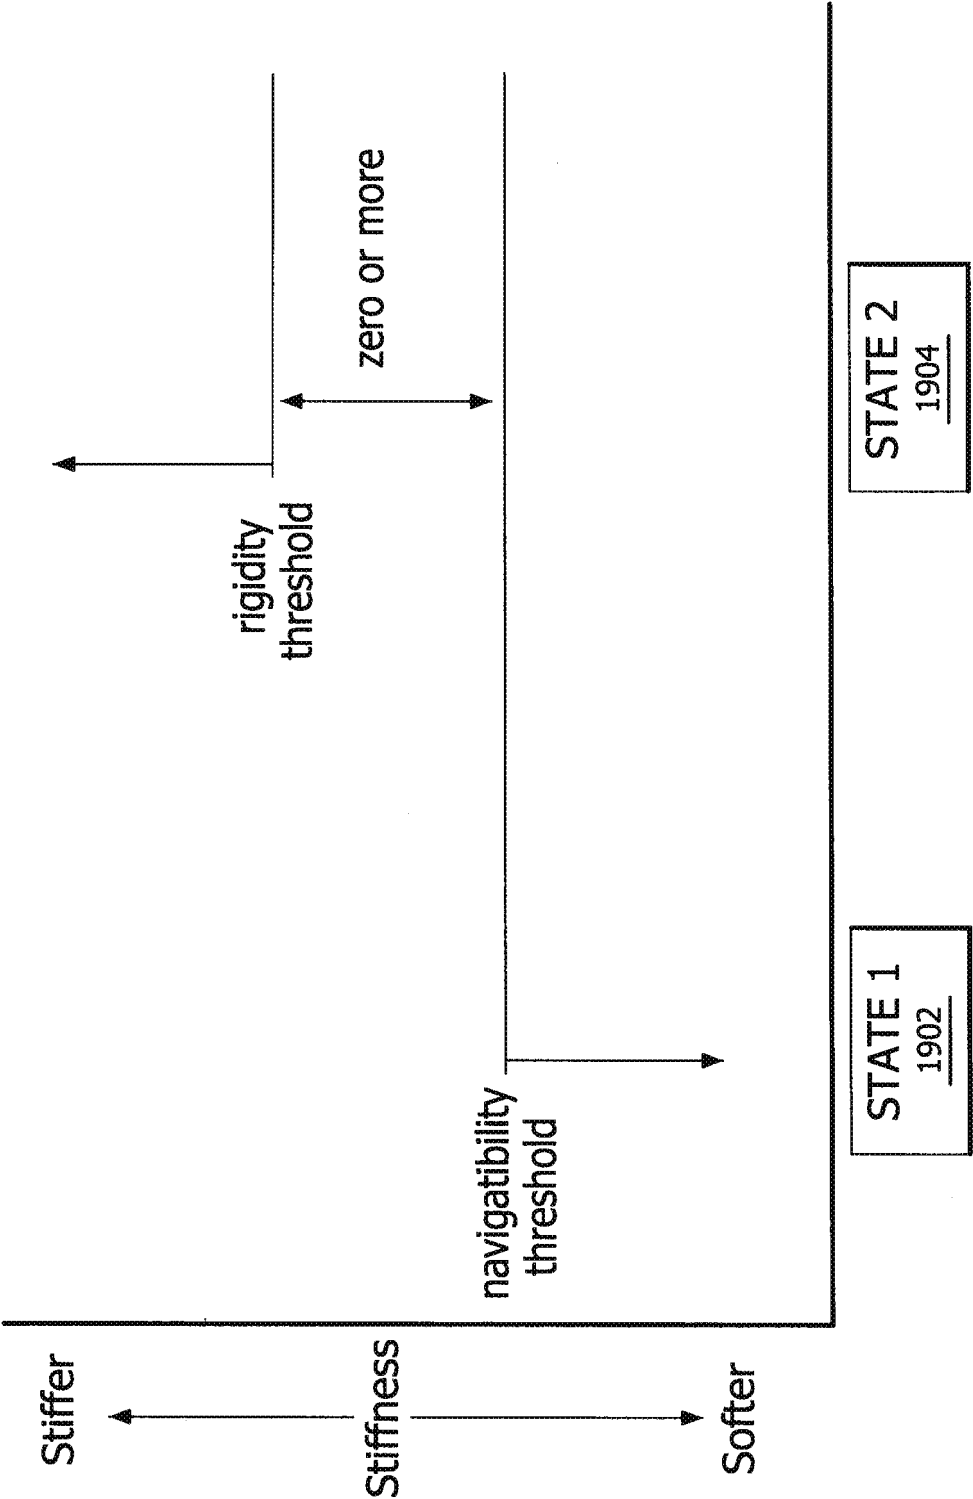 Stiffer
Stiffness
Softer
rigidity
threshold
zero or more
navigatibility
threshold
STATE 1
1902
STATE 2
1904